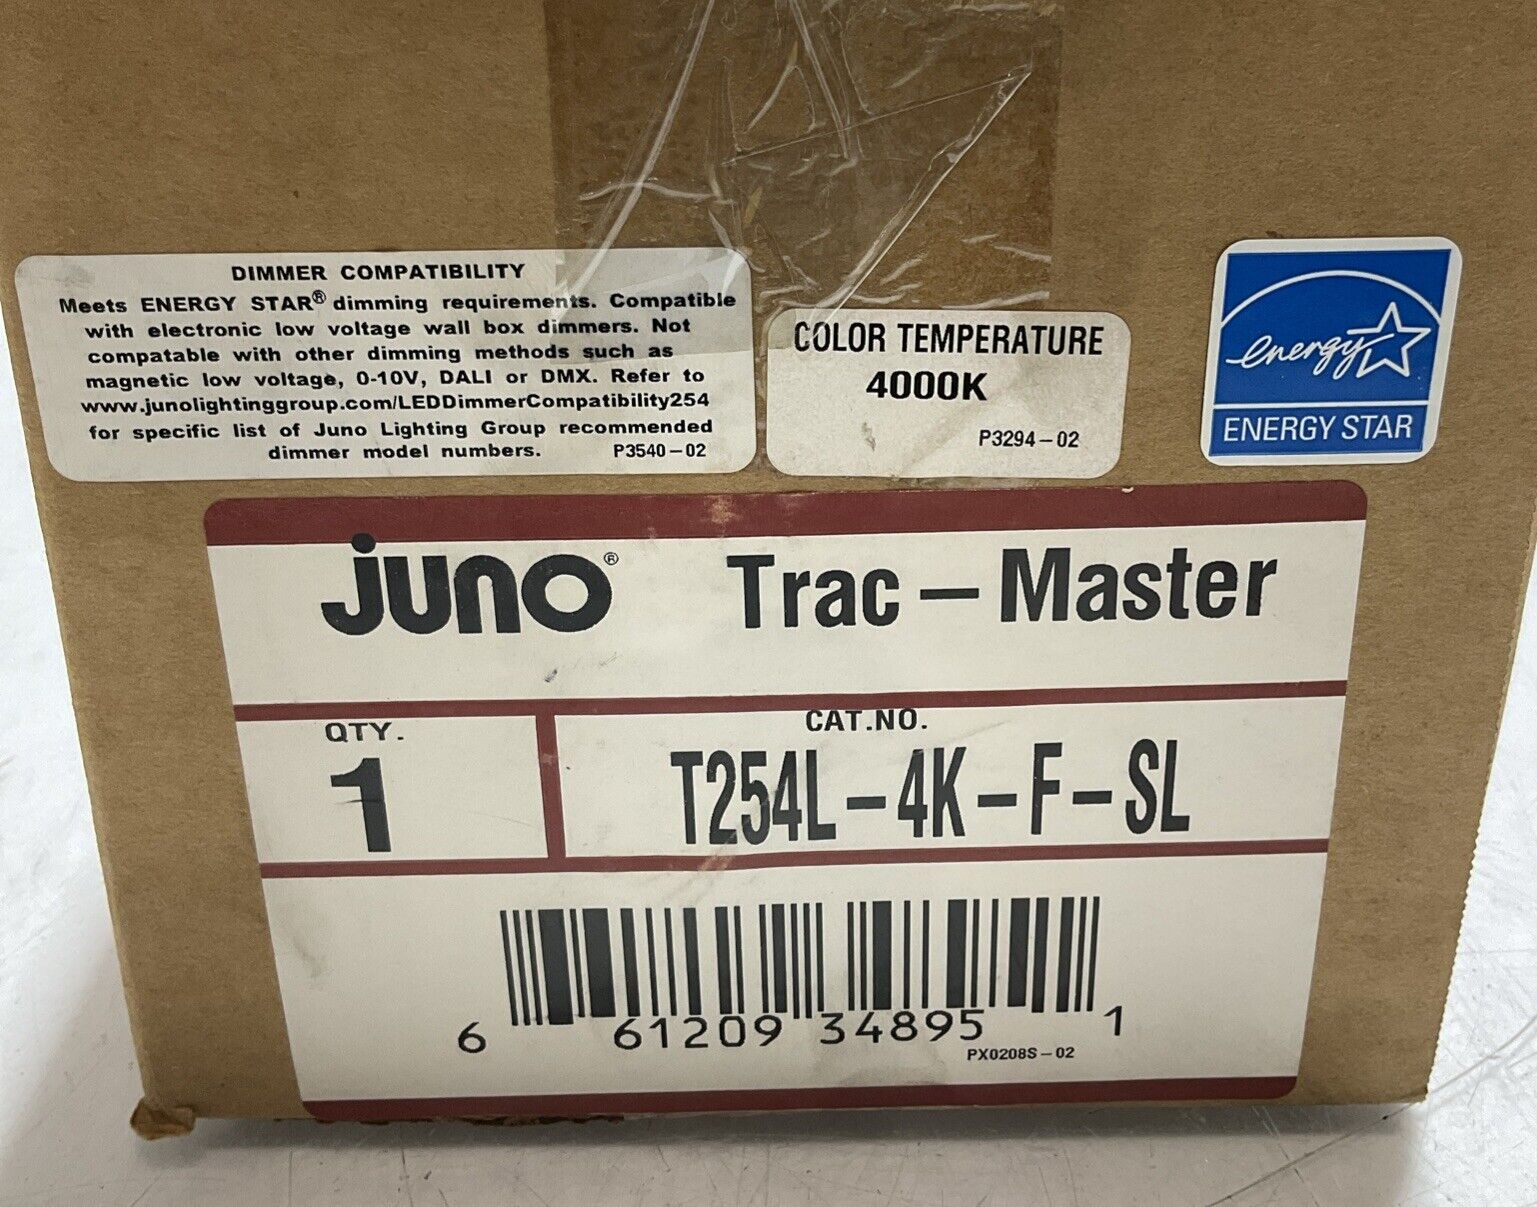 DIMMER COMPATIBILITY
Meets ENERGY STAR® dimming requirements. Compatible
with electronic low voltage wall box dimmers. Not
compatable with other dimming methods such as
magnetic low voltage, 0-10V, DALI or DMX. Refer to
www.junolightinggroup.com/LEDDimmerCompatibility254
for specific list of Juno Lighting Group recommended
dimmer model numbers. P3540-02
COLOR TEMPERATURE
4000K
P3294-02
energy
ENERGY STAR
juno® Trac-Master
QTY.
1
CAT.NO.
T254L-4K-F-SL
6 61209 34895 1
PX0208S-02